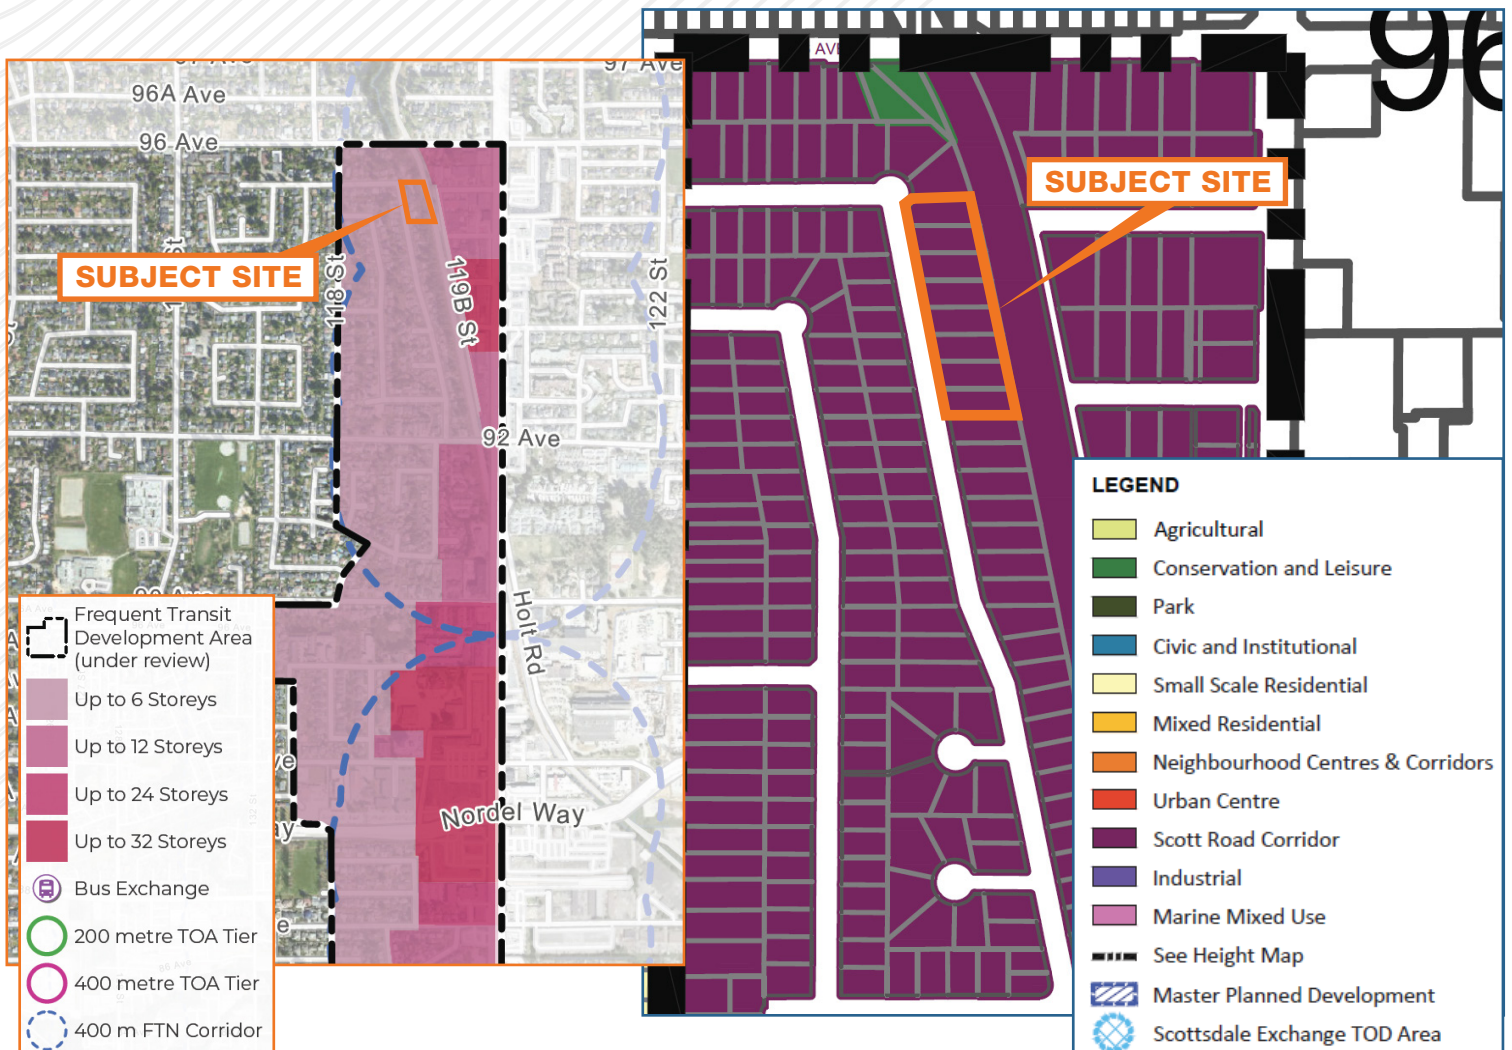 97 Ave
96A Ave
96 Ave
SUBJECT SITE
118 St
119B St
122 St
92 Ave
Holt Rd
Nordel Way
Frequent Transit
Development Area
(under review)
Up to 6 Storeys
Up to 12 Storeys
Up to 24 Storeys
Up to 32 Storeys
Bus Exchange
200 metre TOA Tier
400 metre TOA Tier
400 m FTN Corridor
AVE
96
SUBJECT SITE
LEGEND
Agricultural
Conservation and Leisure
Park
Civic and Institutional
Small Scale Residential
Mixed Residential
Neighbourhood Centres & Corridors
Urban Centre
Scott Road Corridor
Industrial
Marine Mixed Use
See Height Map
Master Planned Development
Scottsdale Exchange TOD Area